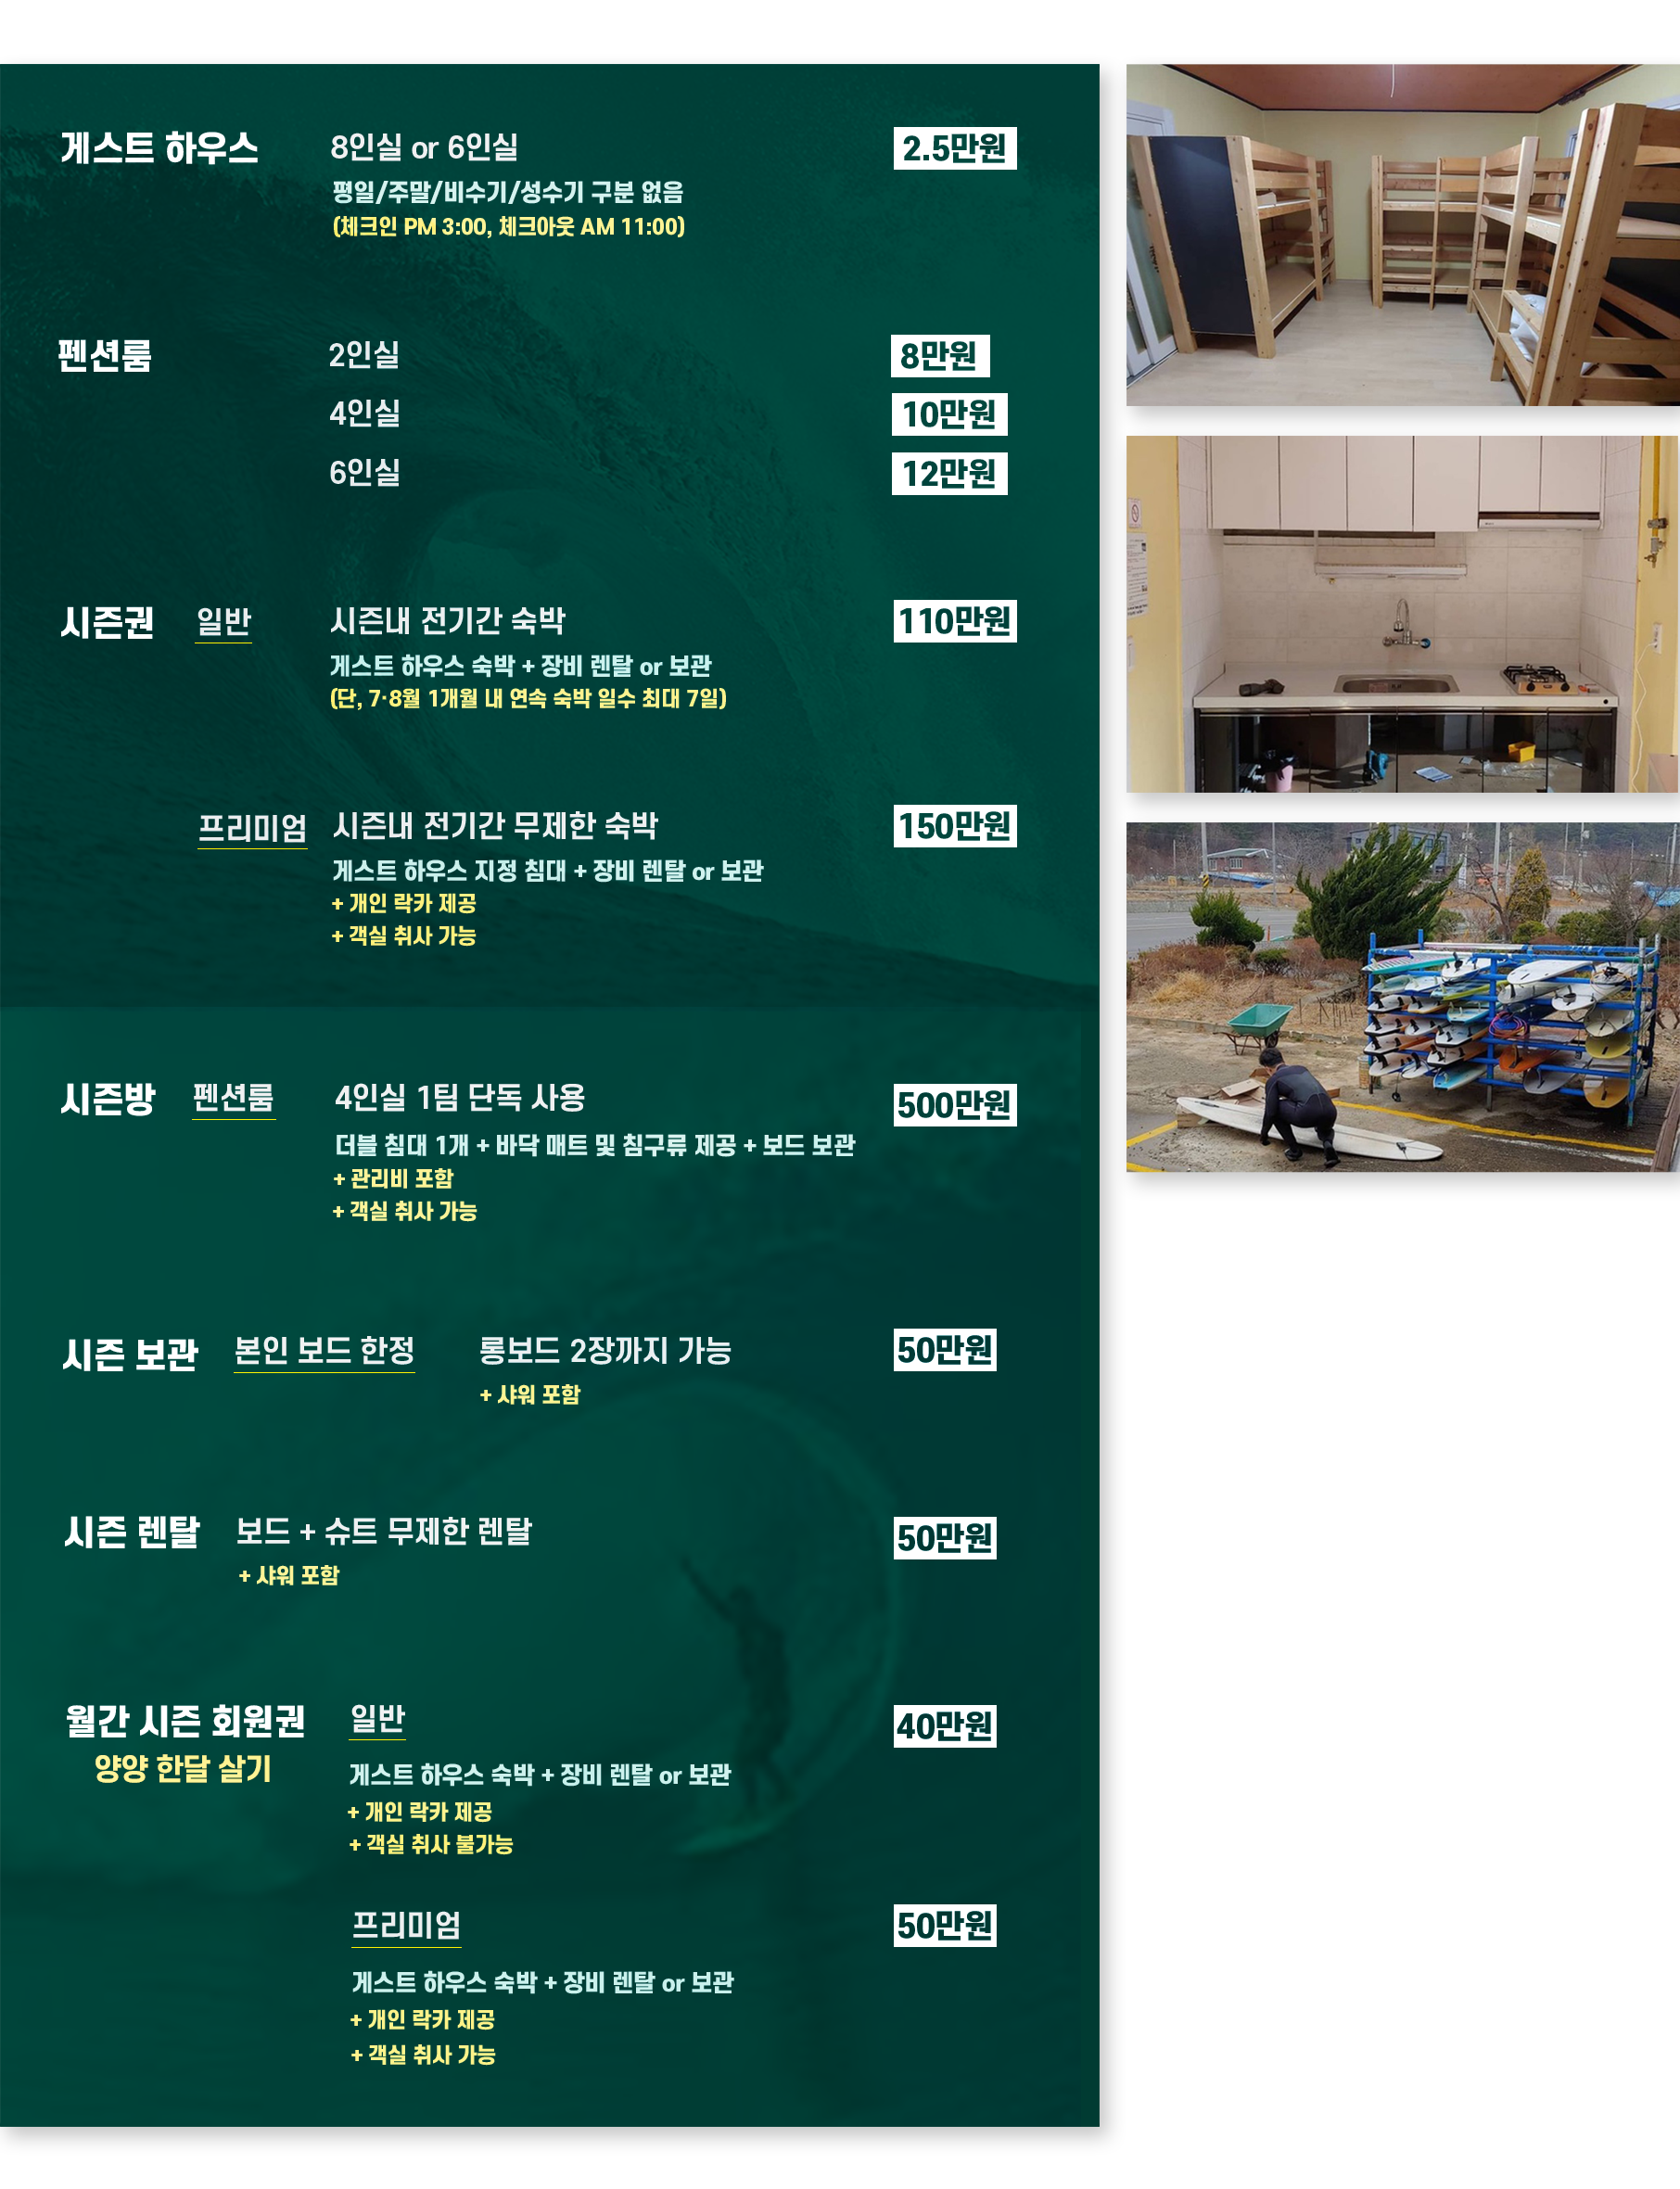 게스트 하우스 8인실 or 6인실 2.5만원
평일/주말/비수기/성수기 구분 없음
(체크인 PM 3:00, 체크아웃 AM 11:00)
펜션룸 2인실 8만원
4인실 10만원
6인실 12만원
시즌권 일반 시즌내 전기간 숙박 110만원
게스트 하우스 숙박 + 장비 렌탈 or 보관
(단, 7·8월 1개월 내 연속 숙박 일수 최대 7일)
프리미엄 시즌내 전기간 무제한 숙박 150만원
게스트 하우스 지정 침대 + 장비 렌탈 or 보관
+ 개인 락카 제공
+ 객실 취사 가능
시즌방 펜션룸 4인실 1팀 단독 사용 500만원
더블 침대 1개 + 바닥 매트 및 침구류 제공 + 보드 보관
+ 관리비 포함
+ 객실 취사 가능
시즌 보관 본인 보드 한정 롱보드 2장까지 가능 50만원
+ 샤워 포함
시즌 렌탈 보드 + 슈트 무제한 렌탈 50만원
+ 샤워 포함
월간 시즌 회원권 일반 40만원
양양 한달 살기
게스트 하우스 숙박 + 장비 렌탈 or 보관
+ 개인 락카 제공
+ 객실 취사 불가능
프리미엄 50만원
게스트 하우스 숙박 + 장비 렌탈 or 보관
+ 개인 락카 제공
+ 객실 취사 가능